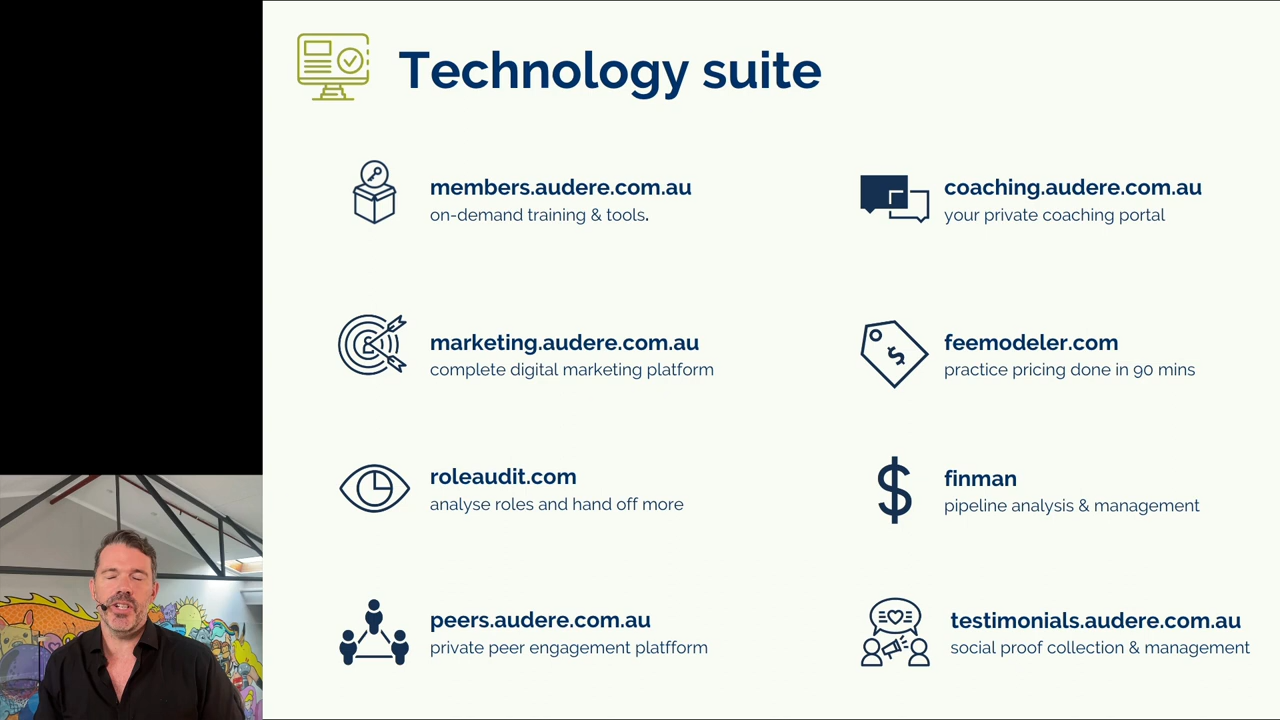 Technology suite
members.audere.com.au
on-demand training & tools.
coaching.audere.com.au
your private coaching portal
marketing.audere.com.au
complete digital marketing platform
feemodeler.com
practice pricing done in 90 mins
roleaudit.com
analyse roles and hand off more
finman
pipeline analysis & management
peers.audere.com.au
private peer engagement platfform
testimonials.audere.com.au
social proof collection & management